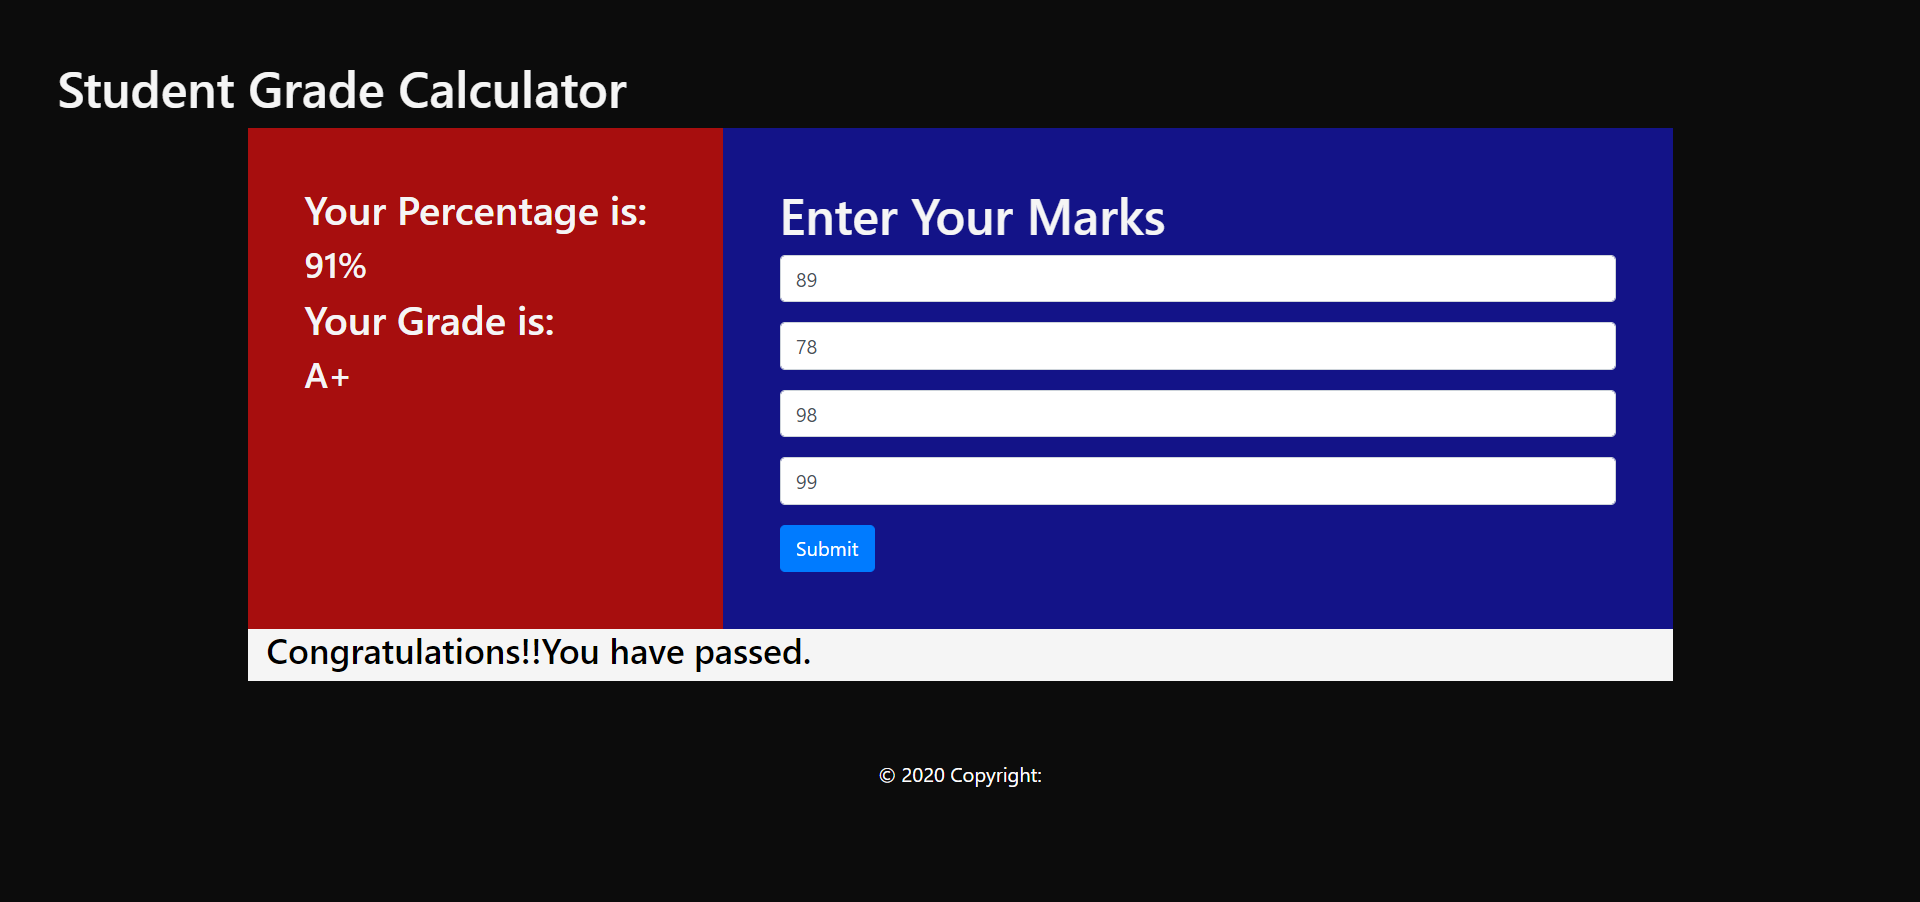 Student Grade Calculator
Your Percentage is:
91%
Your Grade is:
A+
Enter Your Marks
89
78
98
99
Submit
Congratulations!!You have passed.
© 2020 Copyright: